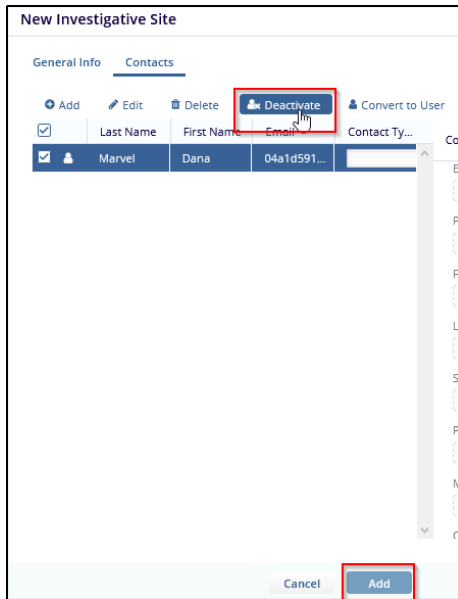 New Investigative Site
General Info Contacts
Add Edit Delete Deactivate Convert to User
Last Name First Name Email Contact Ty... Co
Marvel Dana 04a1d591...
E
P
F
L
S
P
M
Cancel Add